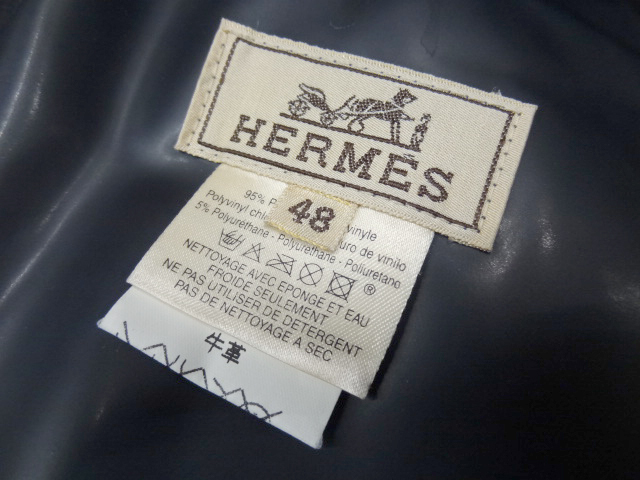 HERMES
48
95% P vinyle
Polyvinyl chl uro de vinilo
5% Polyuréthane - Polyurethane - Poliuretano
®
NETTOYAGE AVEC EPONGE ET EAU
FROIDE SEULEMENT
NE PAS UTILISER DE DETERGENT
PAS DE NETTOYAGE A SEC
牛革